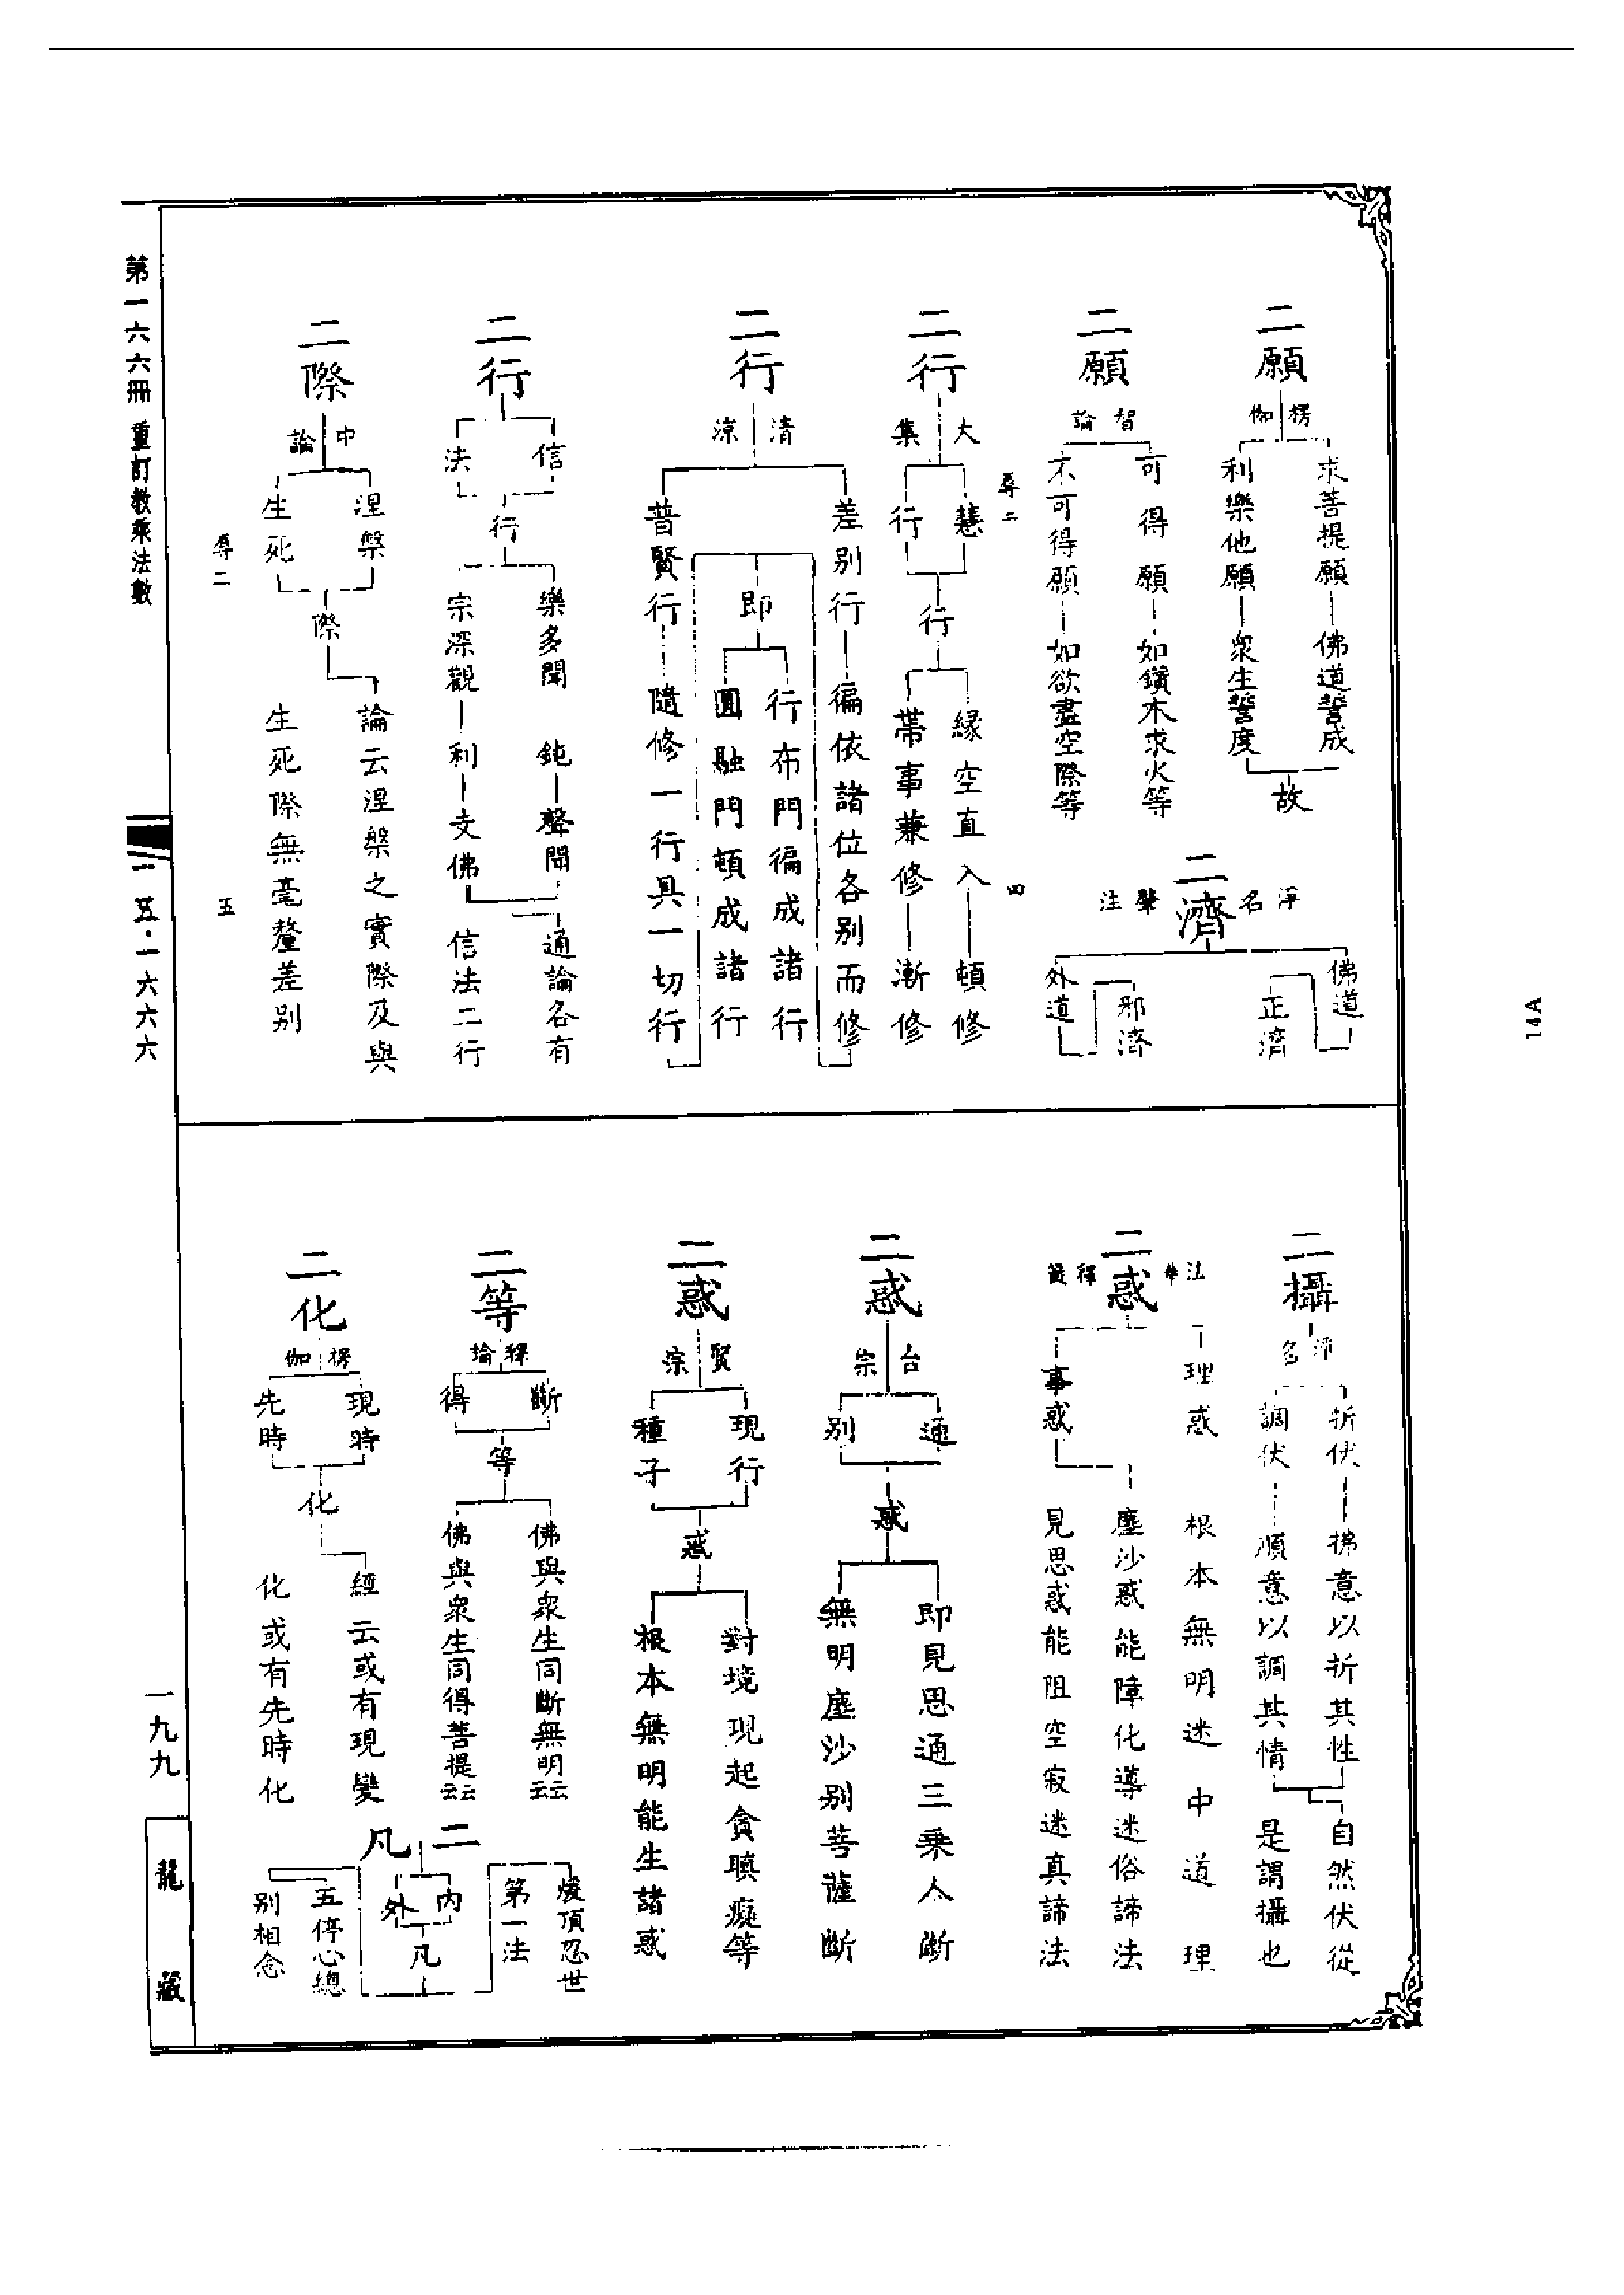 二願
楞伽
求菩提願
佛道誓成
利樂他願
眾生誓度
故
二願
智論
可得願
如鑽木求火等
不可得願
如欲盡空際等
二濟
淨名
肇注
佛道
正濟
外道
邪濟
二
四
二行
大集
慧
行
行
緣空直入
頓修
帶事兼修
漸修
二行
清涼
差別行
徧依諸位各別而修
普賢行
隨修一行具一切行
即
行布門徧成諸行
圓融門頓成諸行
二行
信
法
行
樂多聞
鈍
聲聞
宗深觀
利
支佛
通論各有
信法二行
二際
中論
涅槃
生死
際
論云涅槃之實際及與
生死際無毫釐差別
二
五
二攝
淨名
折伏
拂意以折其性
調伏
順意以調其情
自然伏從
是謂攝也
二惑
法華
釋籤
理惑
根本無明迷中道理
事惑
塵沙惑能障化導迷俗諦法
見思惑能阻空寂迷真諦法
二惑
台宗
通
別
惑
即見思通三乘人斷
無明塵沙別菩薩斷
二惑
賢宗
現行
種子
惑
對境現起貪瞋癡等
根本無明能生諸惑
二等
釋論
斷
得
等
佛與眾生同斷無明云云
佛與眾生同得菩提云云
二化
楞伽
現時
先時
化
經云或有現變
化或有先時化
二凡
內
外
凡
煖頂忍世
第一法
五停心總
別相念
第一六六冊 重訂教乘法數
一五·一六六六
一九九
龍藏
14A